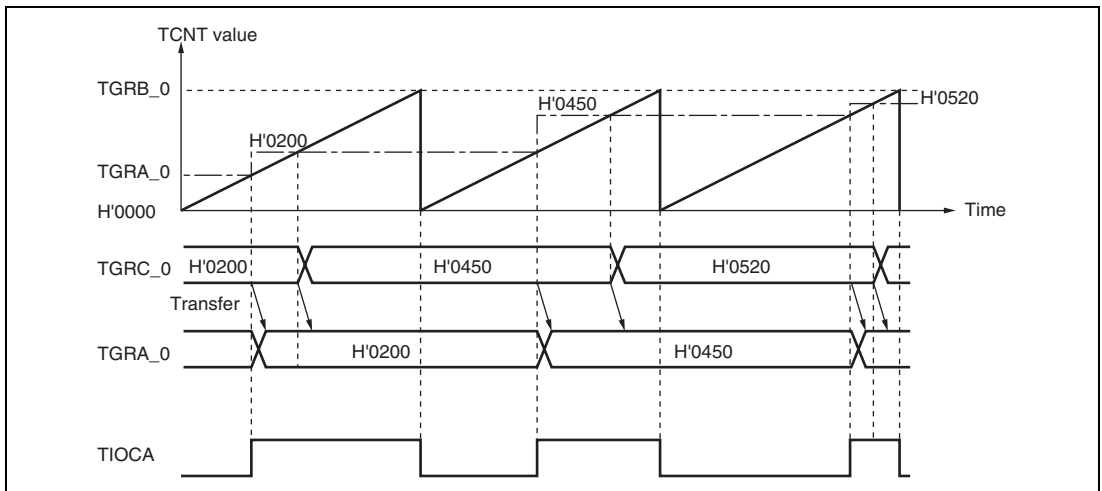 TCNT value
TGRB_0
H'0450
H'0520
H'0200
TGRA_0
H'0000
Time
TGRC_0
H'0200
H'0450
H'0520
Transfer
TGRA_0
H'0200
H'0450
TIOCA